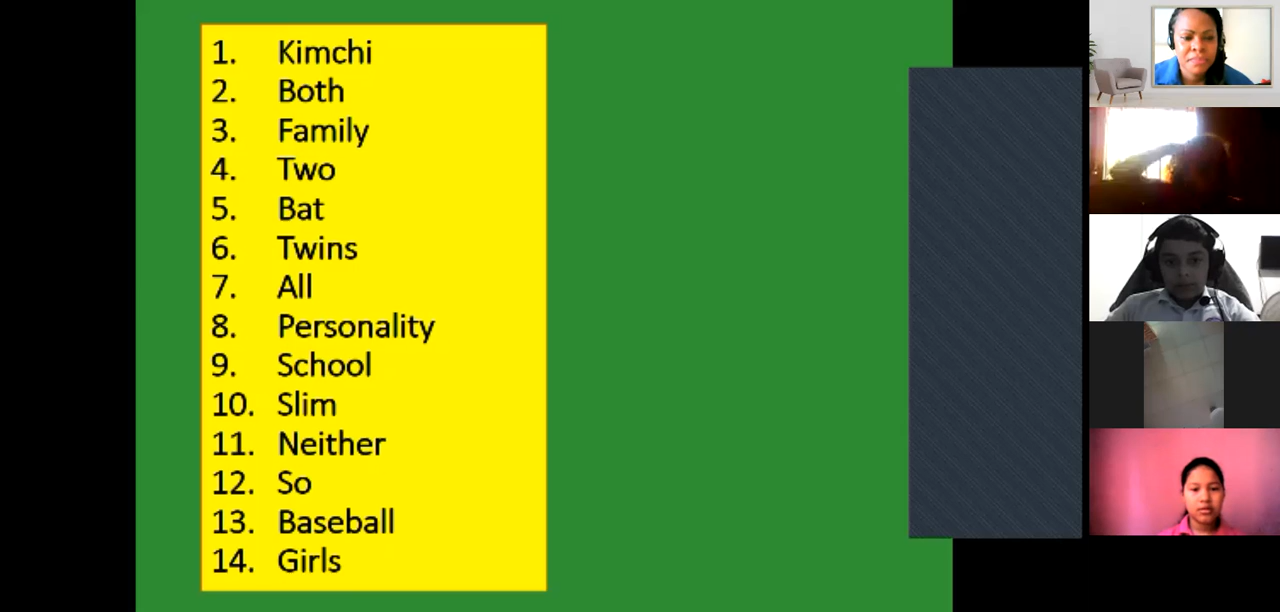 1. Kimchi
2. Both
3. Family
4. Two
5. Bat
6. Twins
7. All
8. Personality
9. School
10. Slim
11. Neither
12. So
13. Baseball
14. Girls